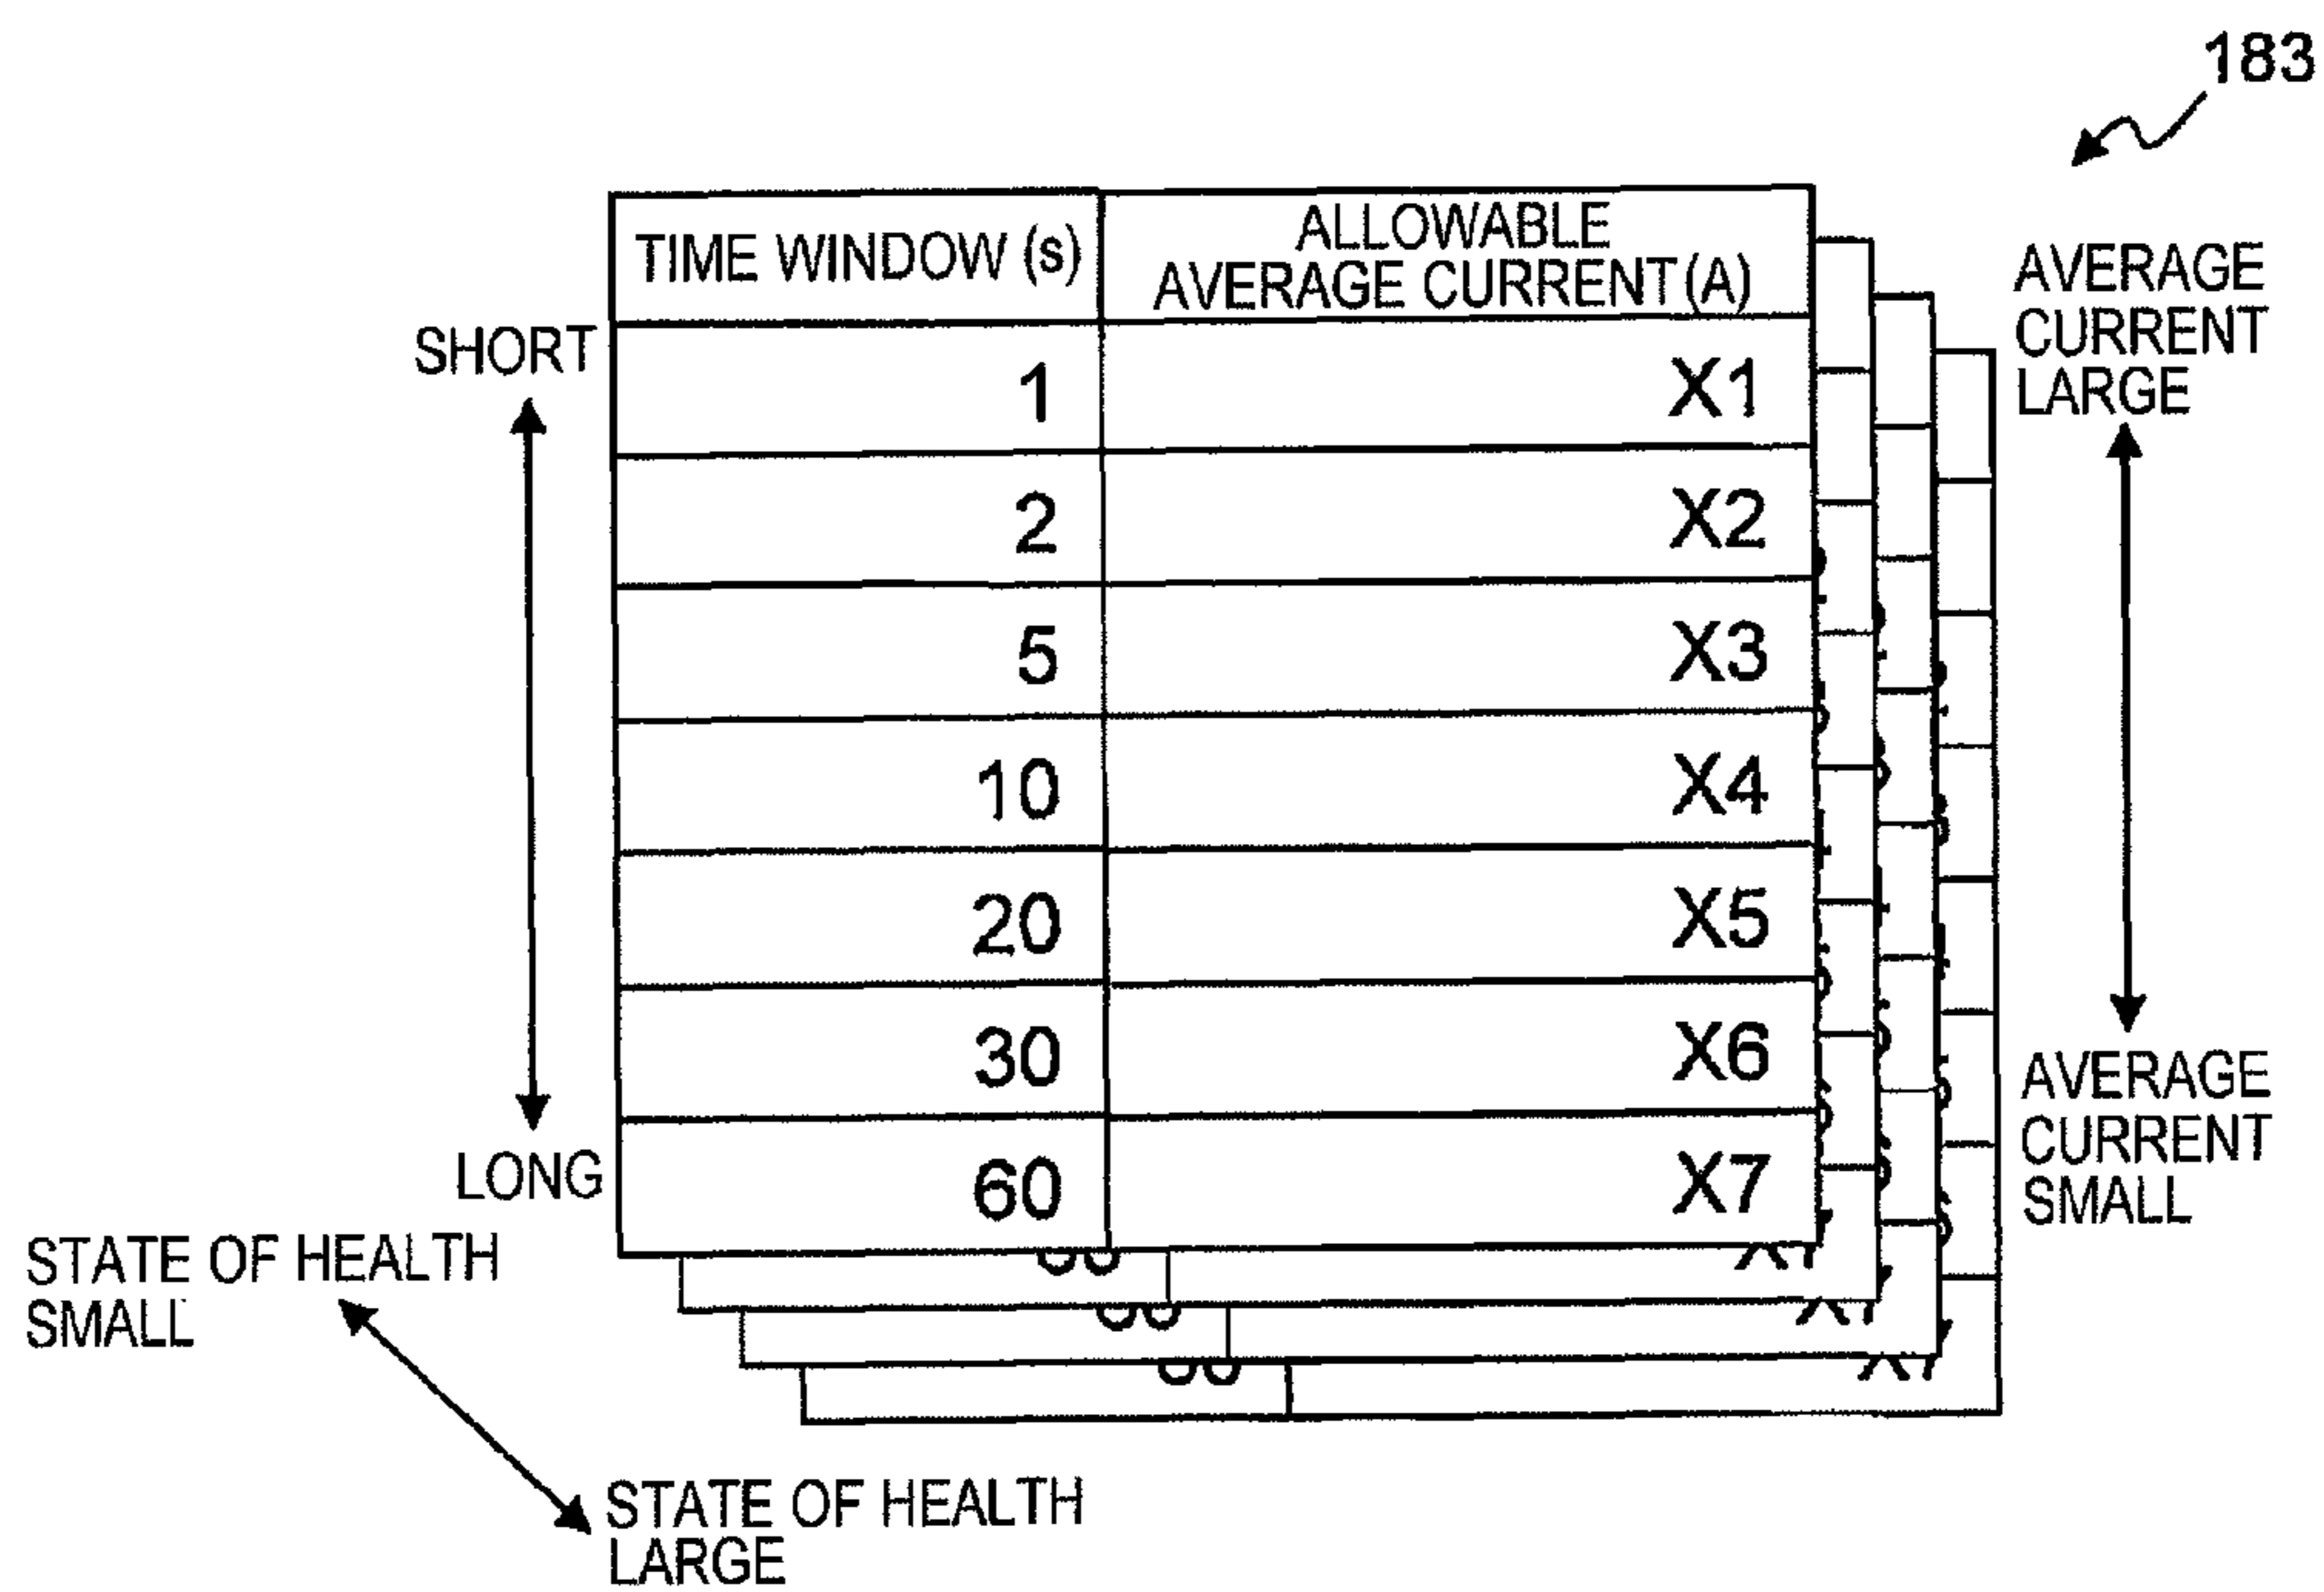 183
TIME WINDOW (s)
ALLOWABLE
AVERAGE CURRENT (A)
SHORT
1 X1
2 X2
5 X3
10 X4
20 X5
30 X6
60 X7
LONG
AVERAGE
CURRENT
LARGE
AVERAGE
CURRENT
SMALL
STATE OF HEALTH
SMALL
STATE OF HEALTH
LARGE